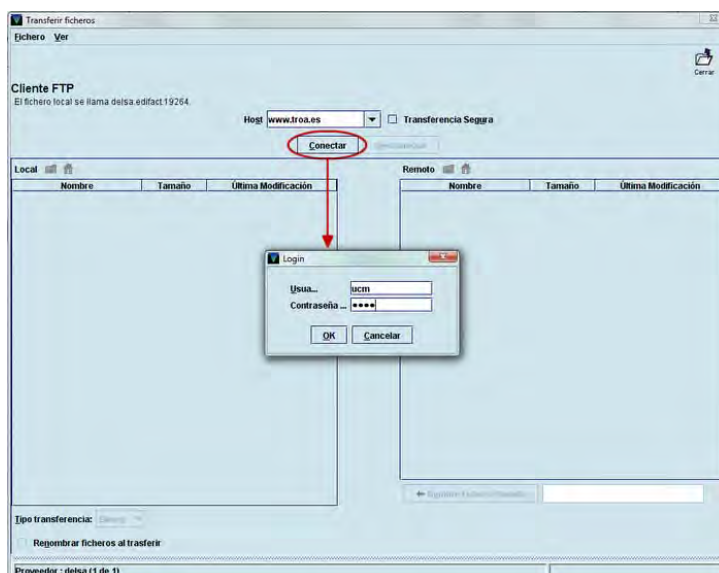 Transferir ficheros
Fichero Ver
Cerrar
Cliente FTP
El fichero local se llama delsa.edifact.19264.
Host www.troa.es Transferencia Segura
Conectar
Local Remoto
Nombre Tamaño Última Modificación Nombre Tamaño Última Modificación
Login
Usua... ucm
Contraseña ... ••••
OK Cancelar
Tipo transferencia:
Renombrar ficheros al trasferir
Proveedor : delsa (1 de 1)